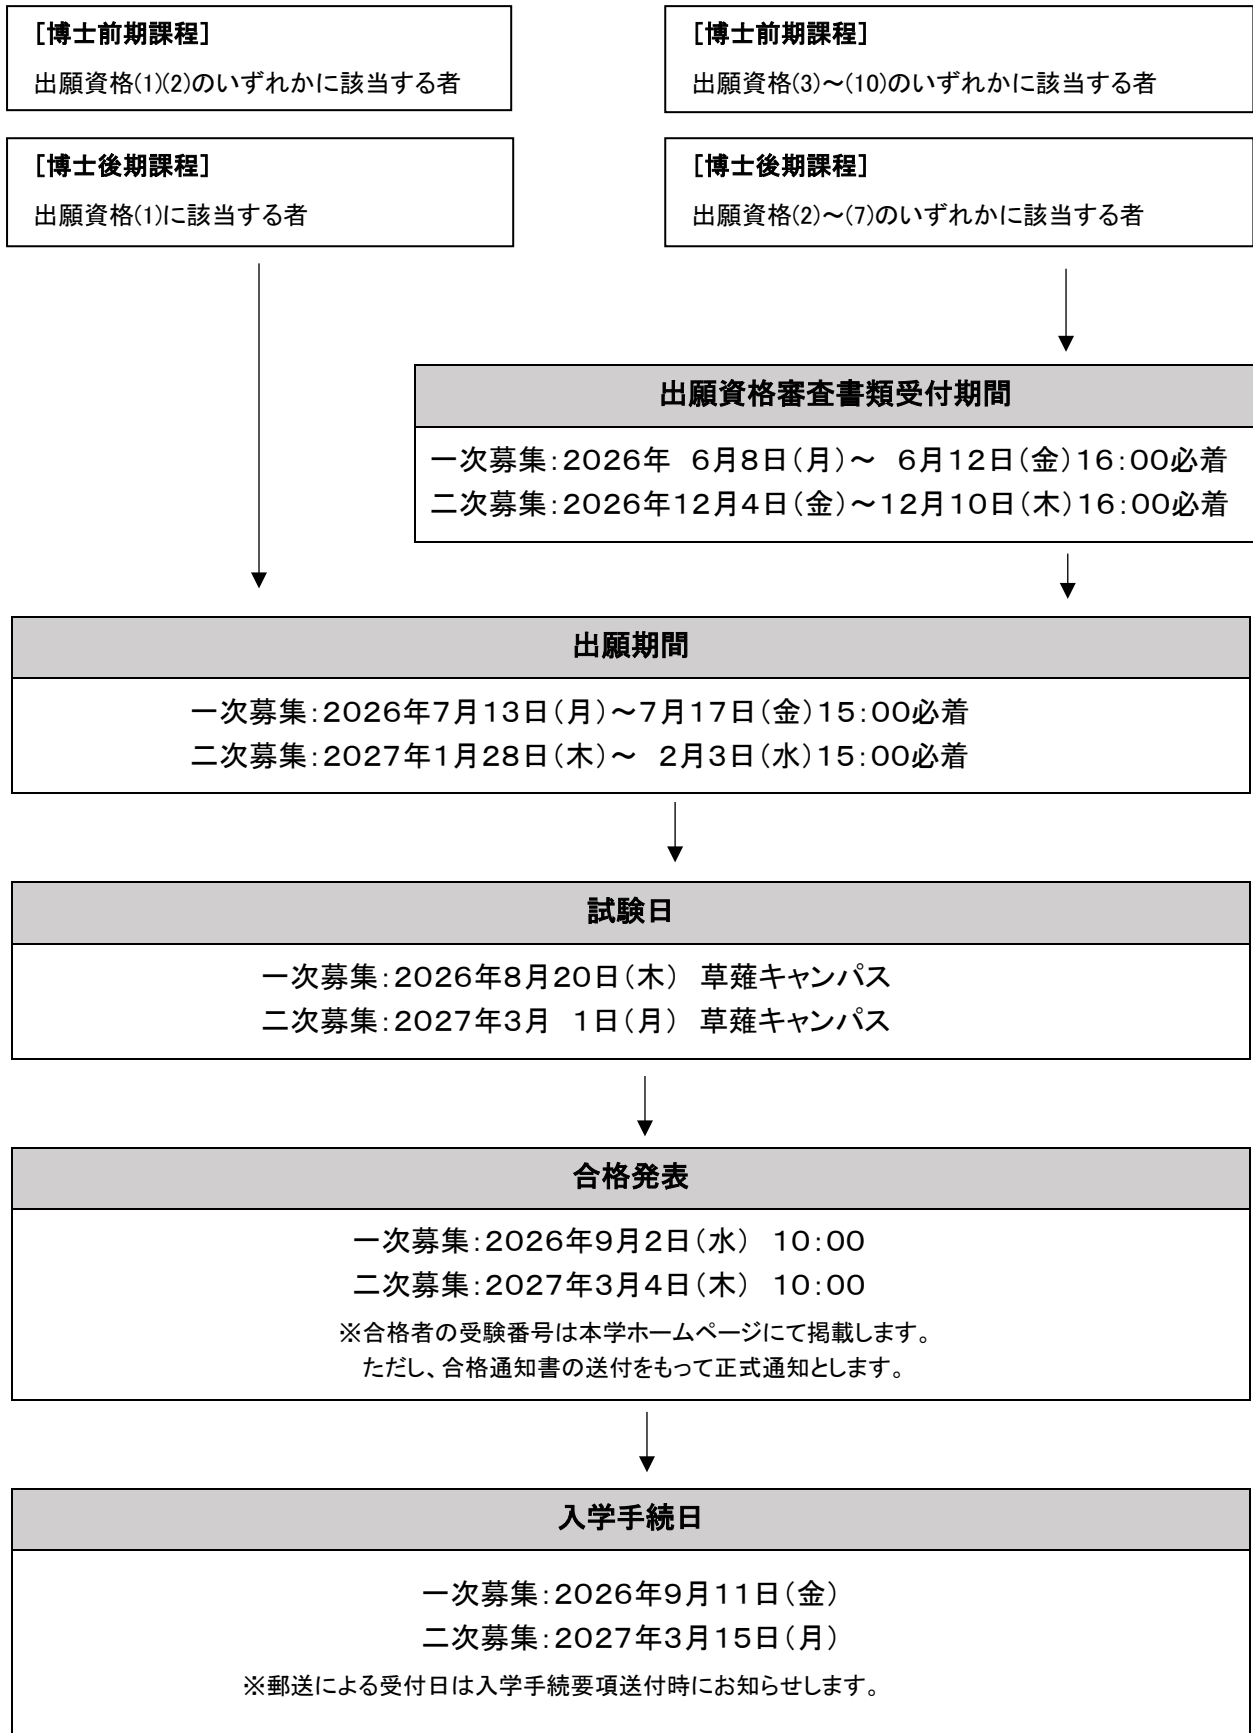 [博士前期課程]
出願資格(1)(2)のいずれかに該当する者
[博士後期課程]
出願資格(1)に該当する者
[博士前期課程]
出願資格(3)～(10)のいずれかに該当する者
[博士後期課程]
出願資格(2)～(7)のいずれかに該当する者
出願資格審査書類受付期間
一次募集:2026年 6月8日(月)～ 6月12日(金)16:00必着
二次募集:2026年12月4日(金)～12月10日(木)16:00必着
出願期間
一次募集:2026年7月13日(月)～7月17日(金)15:00必着
二次募集:2027年1月28日(木)～ 2月3日(水)15:00必着
試験日
一次募集:2026年8月20日(木) 草薙キャンパス
二次募集:2027年3月 1日(月) 草薙キャンパス
合格発表
一次募集:2026年9月2日(水) 10:00
二次募集:2027年3月4日(木) 10:00
※合格者の受験番号は本学ホームページにて掲載します。
ただし、合格通知書の送付をもって正式通知とします。
入学手続日
一次募集:2026年9月11日(金)
二次募集:2027年3月15日(月)
※郵送による受付日は入学手続要項送付時にお知らせします。